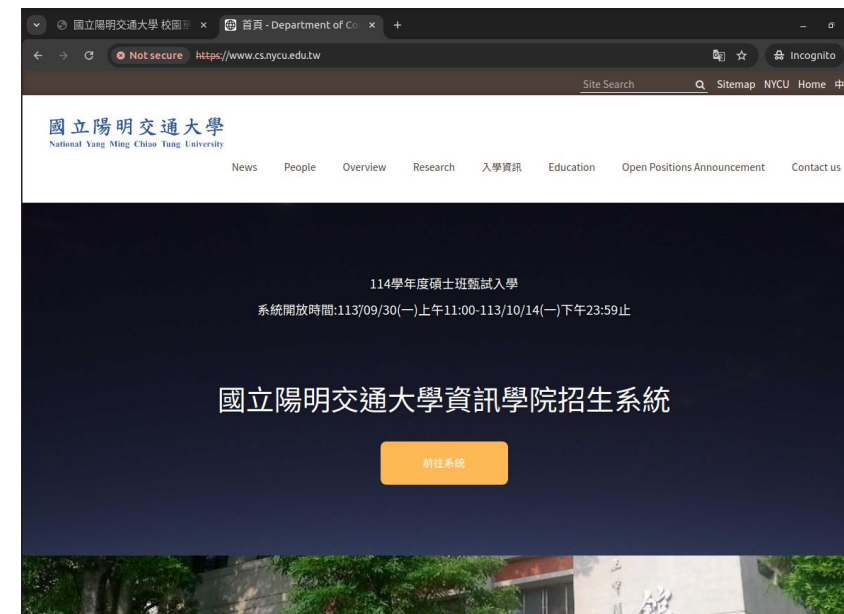 國立陽明交通大學 校園
首頁 - Department of Co
Not secure https://www.cs.nycu.edu.tw
Incognito
Site Search Sitemap NYCU Home 中
國立陽明交通大學
National Yang Ming Chiao Tung University
News People Overview Research 入學資訊 Education Open Positions Announcement Contact us
114學年度碩士班甄試入學
系統開放時間:113/09/30(一)上午11:00-113/10/14(一)下午23:59止
國立陽明交通大學資訊學院招生系統
前往系統
館